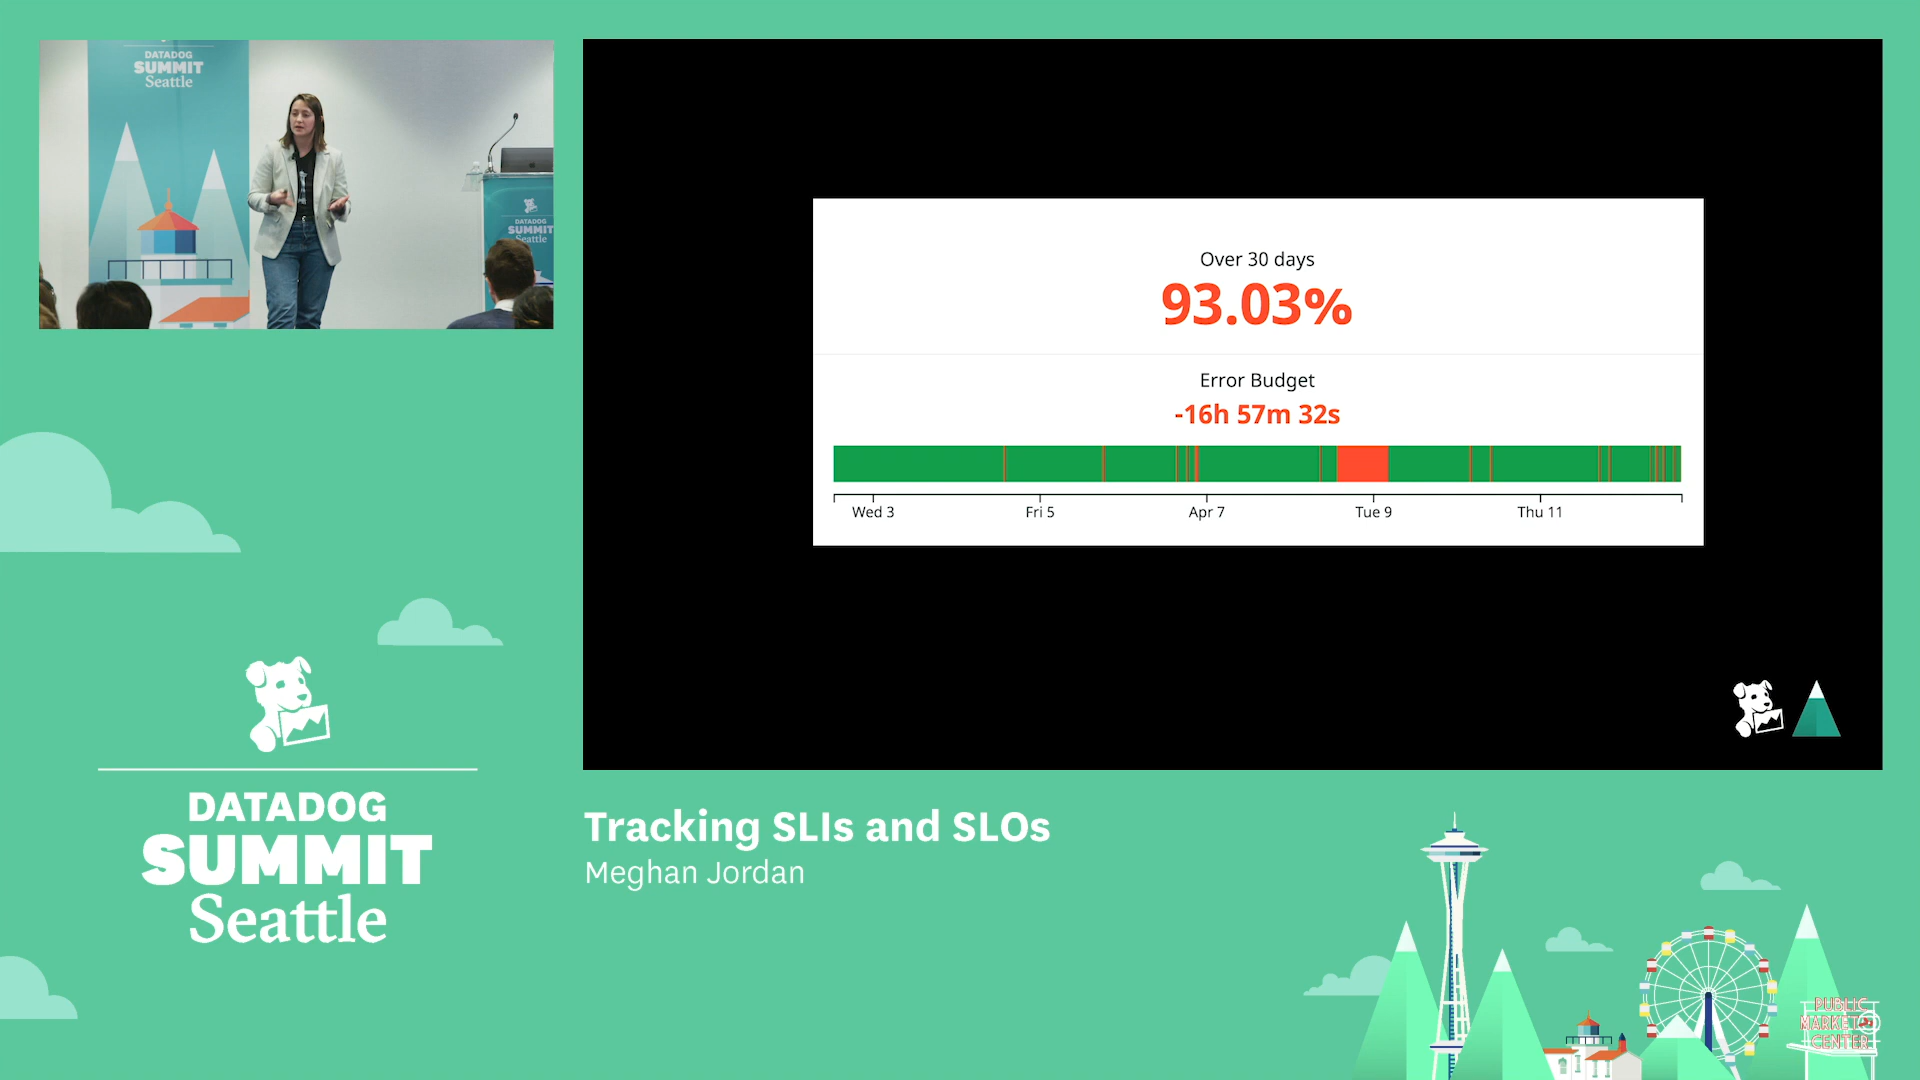 DATADOG
SUMMIT
Seattle
DATADOG
SUMMIT
Seattle
Over 30 days
93.03%
Error Budget
-16h 57m 32s
Wed 3
Fri 5
Apr 7
Tue 9
Thu 11
DATADOG
SUMMIT
Seattle
Tracking SLIs and SLOs
Meghan Jordan
PUBLIC
MARKET
CENTER